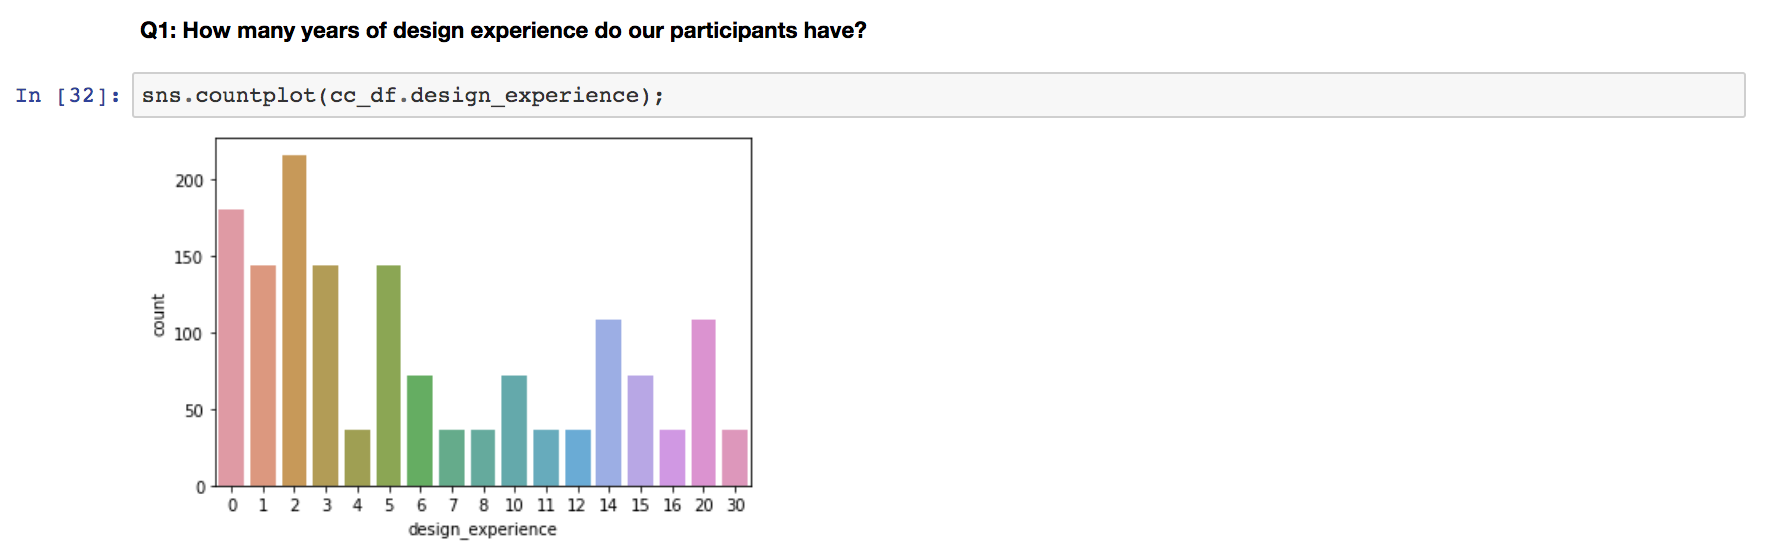 Q1: How many years of design experience do our participants have?
In [32]: sns.countplot(cc_df.design_experience);
200
150
100
50
0
count
0 1 2 3 4 5 6 7 8 10 11 12 14 15 16 20 30
design_experience